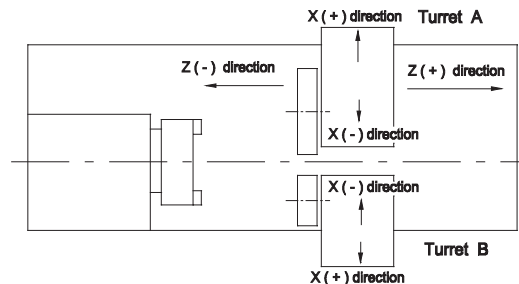 X ( + ) direction
Turret A
Z ( - ) direction
Z ( + ) direction
X ( - ) direction
X ( - ) direction
Turret B
X ( + ) direction